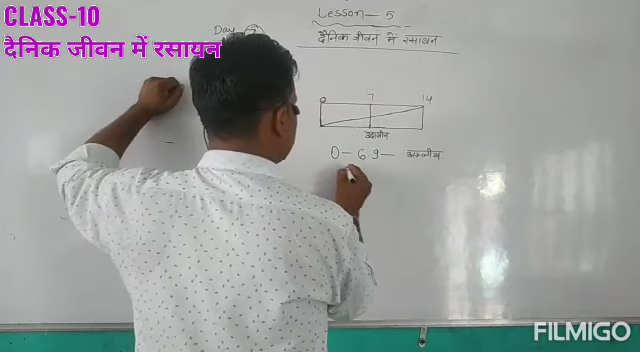 CLASS-10
दैनिक जीवन में रसायन
Lesson - 5
Day
दैनिक जीवन में रसायन
0 7 14
उदासीन
0 - 6 9 - अम्लीय
FILMIGO